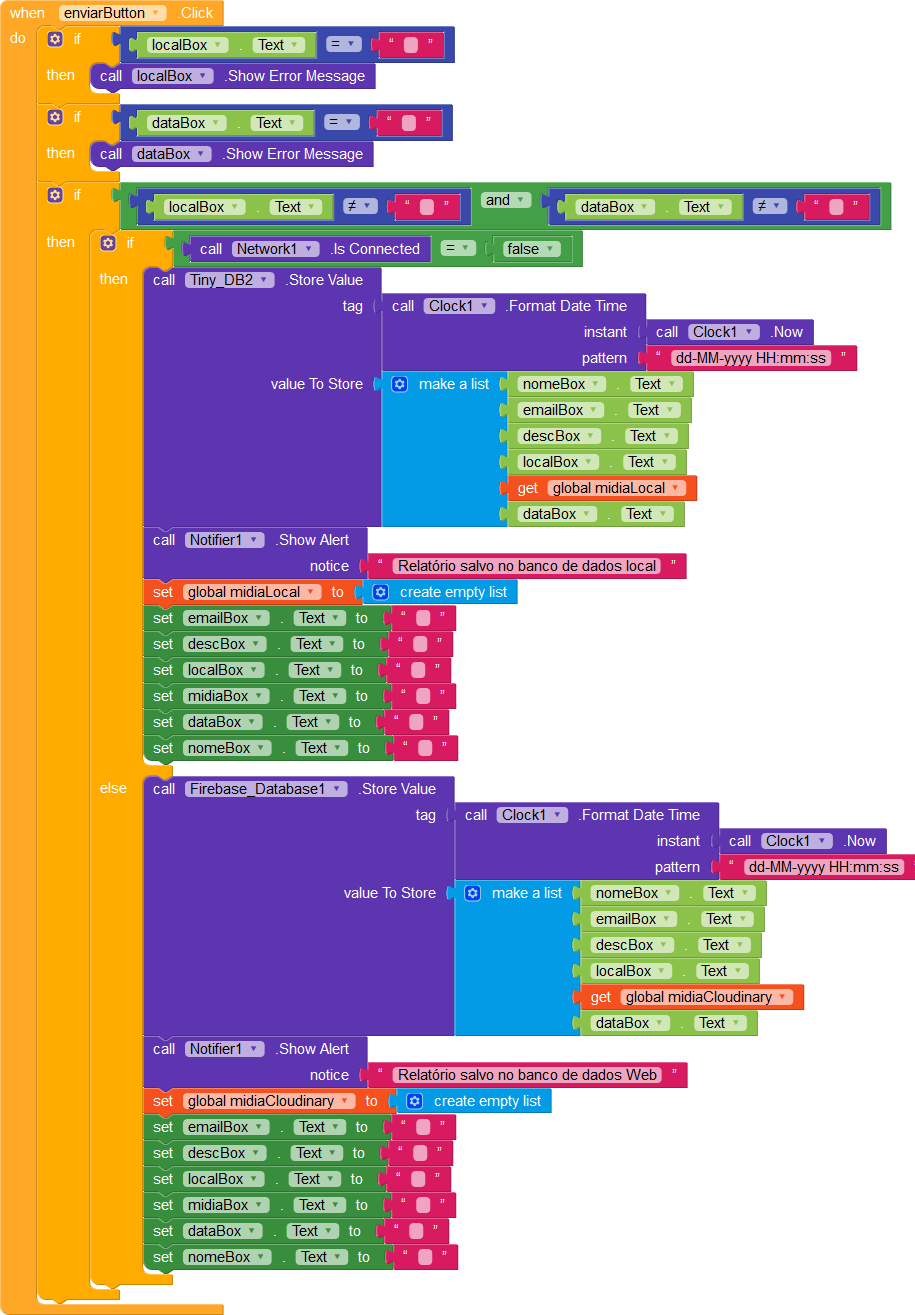 when enviarButton .Click
do if localBox . Text = “ ”
then call localBox .Show Error Message
if dataBox . Text = “ ”
then call dataBox .Show Error Message
if localBox . Text ≠ “ ” and dataBox . Text ≠ “ ”
then if call Network1 .Is Connected = false
then call Tiny_DB2 .Store Value
tag call Clock1 .Format Date Time
instant call Clock1 .Now
pattern “ dd-MM-yyyy HH:mm:ss ”
value To Store make a list nomeBox . Text
emailBox . Text
descBox . Text
localBox . Text
get global midiaLocal
dataBox . Text
call Notifier1 .Show Alert
notice “ Relatório salvo no banco de dados local ”
set global midiaLocal to create empty list
set emailBox . Text to “ ”
set descBox . Text to “ ”
set localBox . Text to “ ”
set midiaBox . Text to “ ”
set dataBox . Text to “ ”
set nomeBox . Text to “ ”
else call Firebase_Database1 .Store Value
tag call Clock1 .Format Date Time
instant call Clock1 .Now
pattern “ dd-MM-yyyy HH:mm:ss
value To Store make a list nomeBox . Text
emailBox . Text
descBox . Text
localBox . Text
get global midiaCloudinary
dataBox . Text
call Notifier1 .Show Alert
notice “ Relatório salvo no banco de dados Web ”
set global midiaCloudinary to create empty list
set emailBox . Text to “ ”
set descBox . Text to “ ”
set localBox . Text to “ ”
set midiaBox . Text to “ ”
set dataBox . Text to “ ”
set nomeBox . Text to “ ”